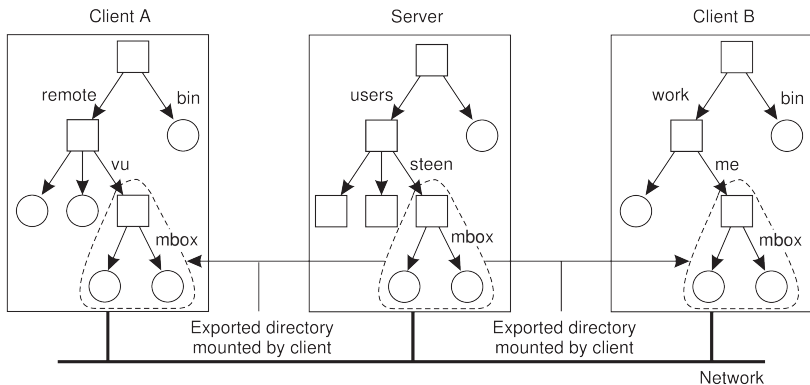 Client A
Server
Client B
remote
bin
users
work
bin
vu
steen
me
mbox
mbox
mbox
Exported directory
mounted by client
Exported directory
mounted by client
Network